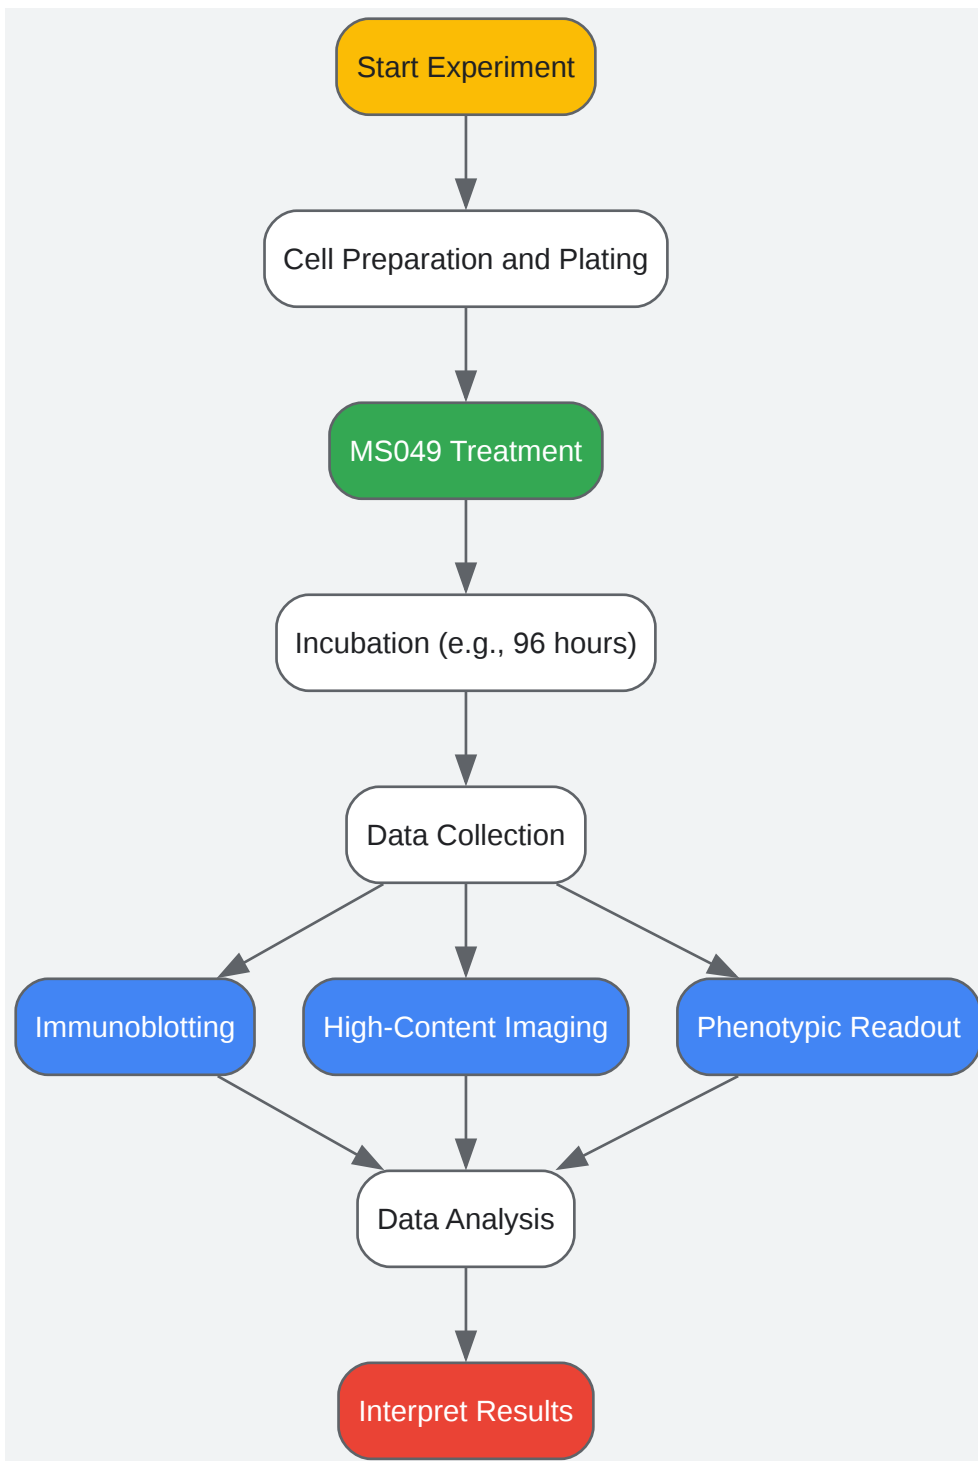 Start Experiment
Cell Preparation and Plating
MS049 Treatment
Incubation (e.g., 96 hours)
Data Collection
Immunoblotting
High-Content Imaging
Phenotypic Readout
Data Analysis
Interpret Results